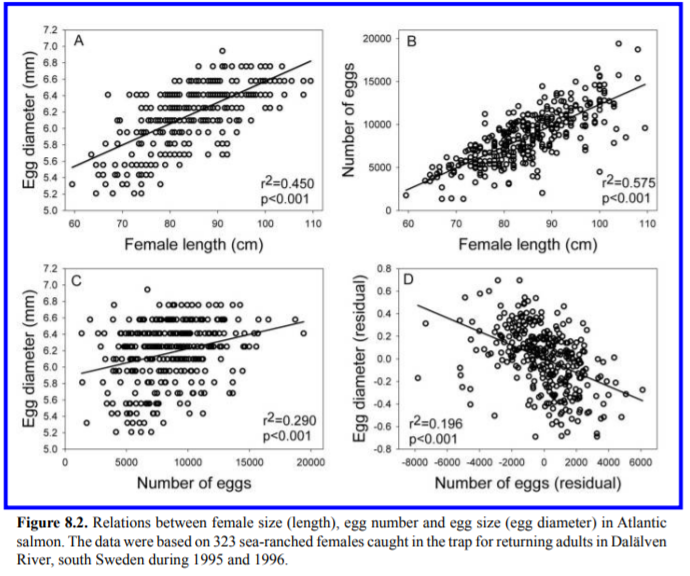 A
Egg diameter (mm)
7.2
7.0
6.8
6.6
6.4
6.2
6.0
5.8
5.6
5.4
5.2
5.0
r²=0.450
p<0.001
60 70 80 90 100 110
Female length (cm)
B
Number of eggs
20000
15000
10000
5000
0
r²=0.575
p<0.001
60 70 80 90 100 110
Female length (cm)
C
Egg diameter (mm)
7.2
7.0
6.8
6.6
6.4
6.2
6.0
5.8
5.6
5.4
5.2
5.0
r²=0.290
p<0.001
0 5000 10000 15000 20000
Number of eggs
D
Egg diameter (residual)
0.8
0.6
0.4
0.2
0.0
-0.2
-0.4
-0.6
-0.8
r²=0.196
p<0.001
-8000 -6000 -4000 -2000 0 2000 4000 6000
Number of eggs (residual)
Figure 8.2. Relations between female size (length), egg number and egg size (egg diameter) in Atlantic
salmon. The data were based on 323 sea-ranched females caught in the trap for returning adults in Dalälven
River, south Sweden during 1995 and 1996.